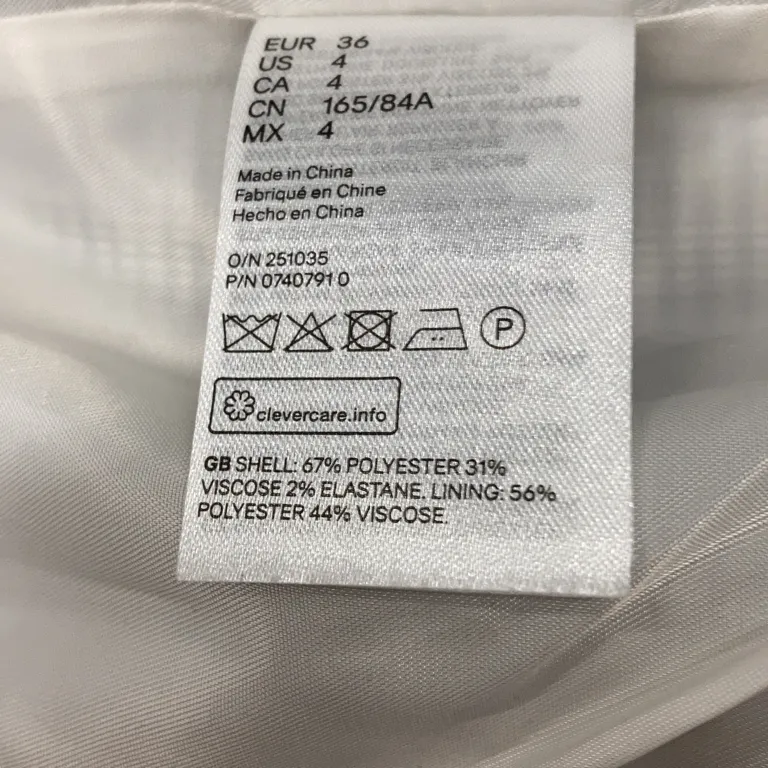 EUR 36
US 4
CA 4
CN 165/84A
MX 4
Made in China
Fabriqué en Chine
Hecho en China
O/N 251035
P/N 0740791 0
P
clevercare.info
GB SHELL: 67% POLYESTER 31%
VISCOSE 2% ELASTANE. LINING: 56%
POLYESTER 44% VISCOSE.